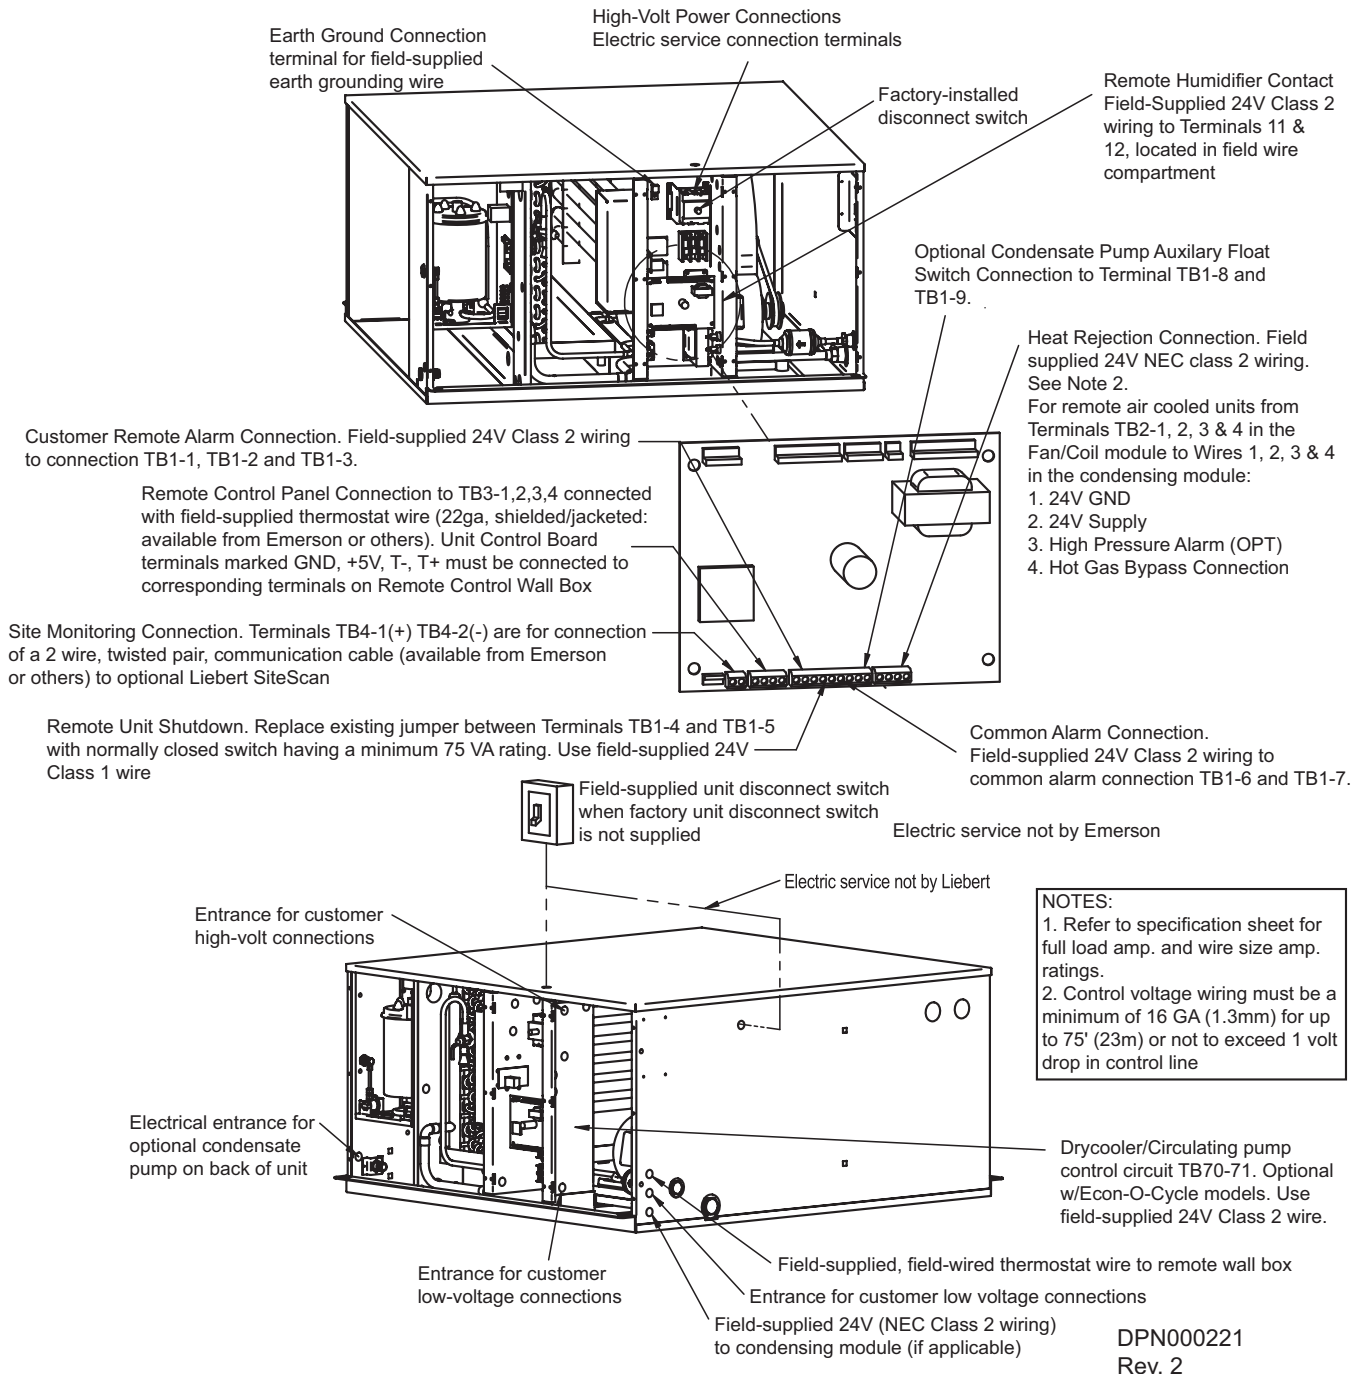 High-Volt Power Connections
Electric service connection terminals
Earth Ground Connection
terminal for field-supplied
earth grounding wire
Factory-installed
disconnect switch
Remote Humidifier Contact
Field-Supplied 24V Class 2
wiring to Terminals 11 &
12, located in field wire
compartment
Optional Condensate Pump Auxilary Float
Switch Connection to Terminal TB1-8 and
TB1-9.
Heat Rejection Connection. Field
supplied 24V NEC class 2 wiring.
See Note 2.
For remote air cooled units from
Terminals TB2-1, 2, 3 & 4 in the
Fan/Coil module to Wires 1, 2, 3 & 4
in the condensing module:
1. 24V GND
2. 24V Supply
3. High Pressure Alarm (OPT)
4. Hot Gas Bypass Connection
Customer Remote Alarm Connection. Field-supplied 24V Class 2 wiring
to connection TB1-1, TB1-2 and TB1-3.
Remote Control Panel Connection to TB3-1,2,3,4 connected
with field-supplied thermostat wire (22ga, shielded/jacketed:
available from Emerson or others). Unit Control Board
terminals marked GND, +5V, T-, T+ must be connected to
corresponding terminals on Remote Control Wall Box
Site Monitoring Connection. Terminals TB4-1(+) TB4-2(-) are for connection
of a 2 wire, twisted pair, communication cable (available from Emerson
or others) to optional Liebert SiteScan
Remote Unit Shutdown. Replace existing jumper between Terminals TB1-4 and TB1-5
with normally closed switch having a minimum 75 VA rating. Use field-supplied 24V
Class 1 wire
Common Alarm Connection.
Field-supplied 24V Class 2 wiring to
common alarm connection TB1-6 and TB1-7.
Field-supplied unit disconnect switch
when factory unit disconnect switch
is not supplied
Electric service not by Emerson
Electric service not by Liebert
Entrance for customer
high-volt connections
NOTES:
1. Refer to specification sheet for
full load amp. and wire size amp.
ratings.
2. Control voltage wiring must be a
minimum of 16 GA (1.3mm) for up
to 75' (23m) or not to exceed 1 volt
drop in control line
Electrical entrance for
optional condensate
pump on back of unit
Drycooler/Circulating pump
control circuit TB70-71. Optional
w/Econ-O-Cycle models. Use
field-supplied 24V Class 2 wire.
Entrance for customer
low-voltage connections
Field-supplied, field-wired thermostat wire to remote wall box
Entrance for customer low voltage connections
Field-supplied 24V (NEC Class 2 wiring)
to condensing module (if applicable)
DPN000221
Rev. 2